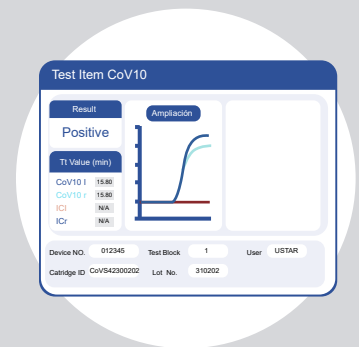 Test Item CoV10
Result
Positive
Tt Value (min)
CoV10 l 15.80
CoV10 r 15.80
ICl N/A
ICr N/A
Ampliación
Device NO. 012345 Test Block 1 User USTAR
Catridge ID CoVS42300202 Lot No. 310202